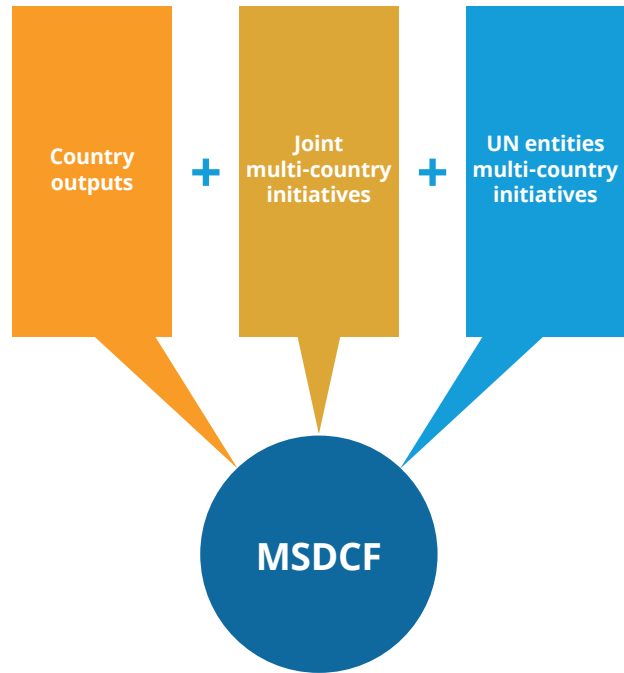 Country
outputs
+
Joint
multi-country
initiatives
+
UN entities
multi-country
initiatives
MSDCF